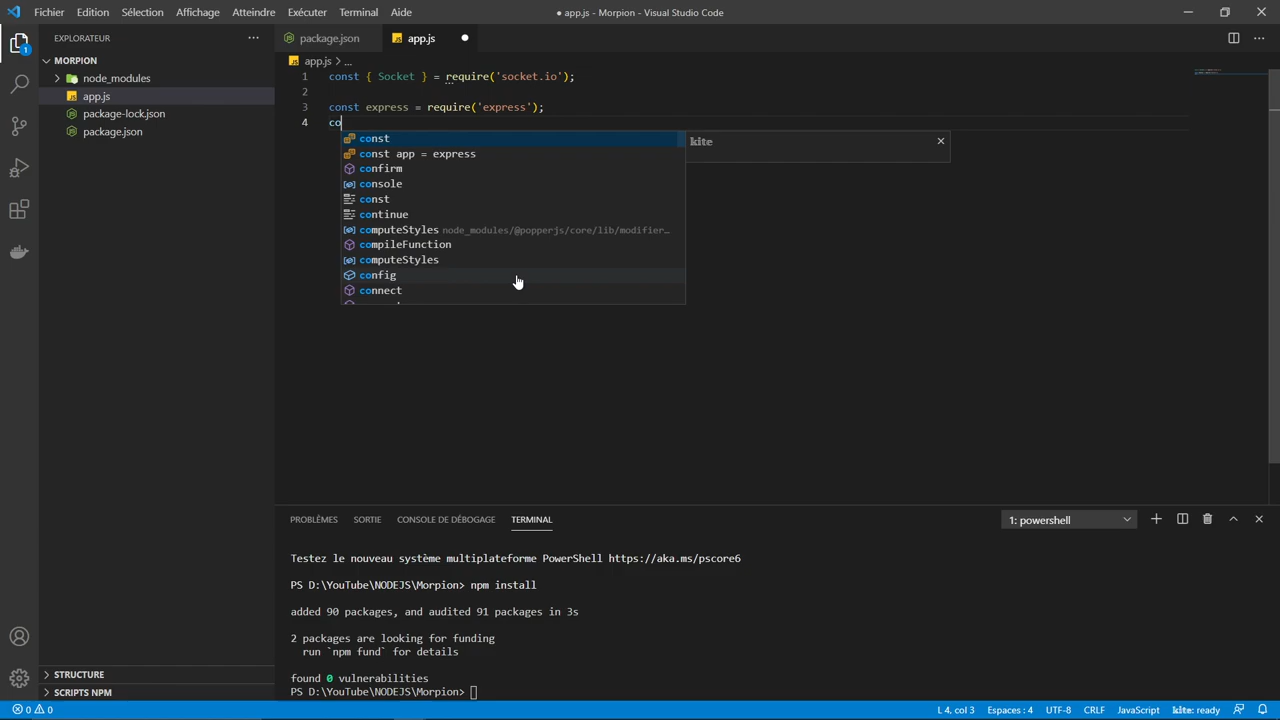 Fichier Edition Sélection Affichage Atteindre Exécuter Terminal Aide
● app.js - Morpion - Visual Studio Code
EXPLORATEUR
MORPION
node_modules
app.js
package-lock.json
package.json
STRUCTURE
SCRIPTS NPM
1
package.json
app.js
app.js > ...
1 const { Socket } = require('socket.io');
2
3 const express = require('express');
4 co
const
const app = express
confirm
console
const
continue
computeStyles node_modules/@popperjs/core/lib/modifier…
compileFunction
computeStyles
config
connect
kite
PROBLÈMES SORTIE CONSOLE DE DÉBOGAGE TERMINAL
1: powershell
Testez le nouveau système multiplateforme PowerShell https://aka.ms/pscore6
PS D:\YouTube\NODEJS\Morpion> npm install
added 90 packages, and audited 91 packages in 3s
2 packages are looking for funding
run `npm fund` for details
found 0 vulnerabilities
PS D:\YouTube\NODEJS\Morpion>
0 0
L 4, col 3 Espaces : 4 UTF-8 CRLF JavaScript kite: ready